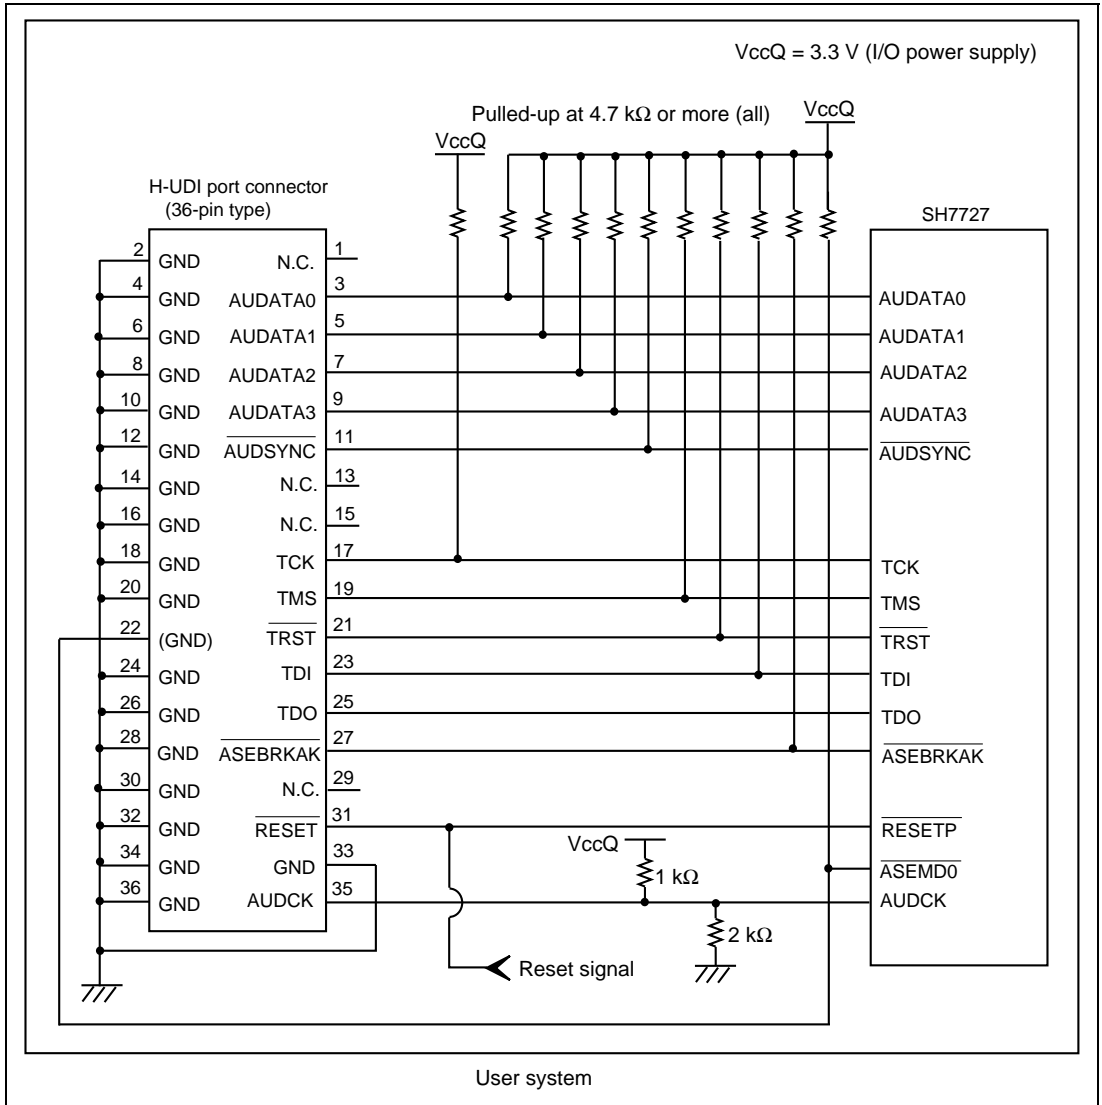 VccQ = 3.3 V (I/O power supply)
Pulled-up at 4.7 kΩ or more (all)
VccQ
VccQ
H-UDI port connector
(36-pin type)
SH7727
2 GND N.C. 1
4 GND AUDATA0 3 AUDATA0
6 GND AUDATA1 5 AUDATA1
8 GND AUDATA2 7 AUDATA2
10 GND AUDATA3 9 AUDATA3
12 GND AUDSYNC 11 AUDSYNC
14 GND N.C. 13
16 GND N.C. 15
18 GND TCK 17 TCK
20 GND TMS 19 TMS
22 (GND) TRST 21 TRST
24 GND TDI 23 TDI
26 GND TDO 25 TDO
28 GND ASEBRKAK 27 ASEBRKAK
30 GND N.C. 29
32 GND RESET 31 RESETP
VccQ
34 GND GND 33 ASEMD0
1 kΩ
36 GND AUDCK 35 AUDCK
2 kΩ
Reset signal
User system